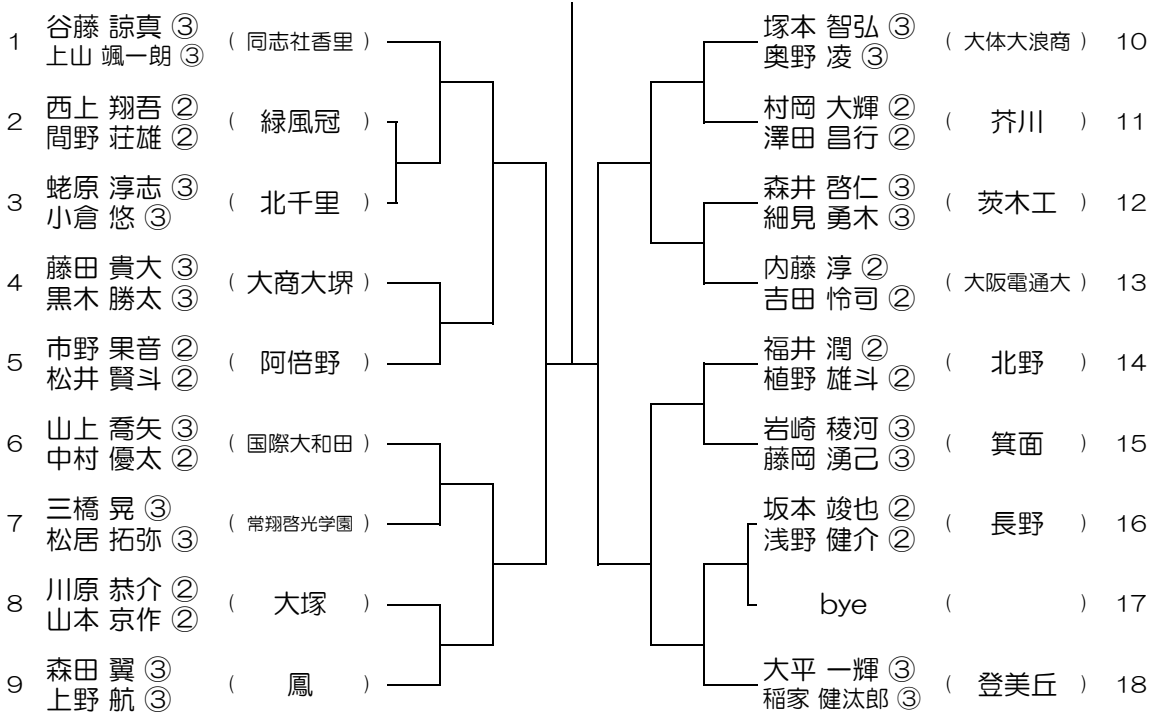 1 谷藤 諒真 ③ ( 同志社香里 )
上山 颯一朗 ③
2 西上 翔吾 ② ( 緑風冠 )
間野 荘雄 ②
3 蛯原 淳志 ③ ( 北千里 )
小倉 悠 ③
4 藤田 貴大 ③ ( 大商大堺 )
黒木 勝太 ③
5 市野 果音 ② ( 阿倍野 )
松井 賢斗 ②
6 山上 喬矢 ③ ( 国際大和田 )
中村 優太 ②
7 三橋 晃 ③ ( 常翔啓光学園 )
松居 拓弥 ③
8 川原 恭介 ② ( 大塚 )
山本 京作 ②
9 森田 翼 ③ ( 鳳 )
上野 航 ③
塚本 智弘 ③ ( 大体大浪商 ) 10
奥野 凌 ③
村岡 大輝 ② ( 芥川 ) 11
澤田 昌行 ②
森井 啓仁 ③ ( 茨木工 ) 12
細見 勇木 ③
内藤 淳 ② ( 大阪電通大 ) 13
吉田 怜司 ②
福井 潤 ② ( 北野 ) 14
植野 雄斗 ②
岩崎 稜河 ③ ( 箕面 ) 15
藤岡 湧己 ③
坂本 竣也 ② ( 長野 ) 16
浅野 健介 ②
bye ( ) 17
大平 一輝 ③ ( 登美丘 ) 18
稲家 健汰郎 ③